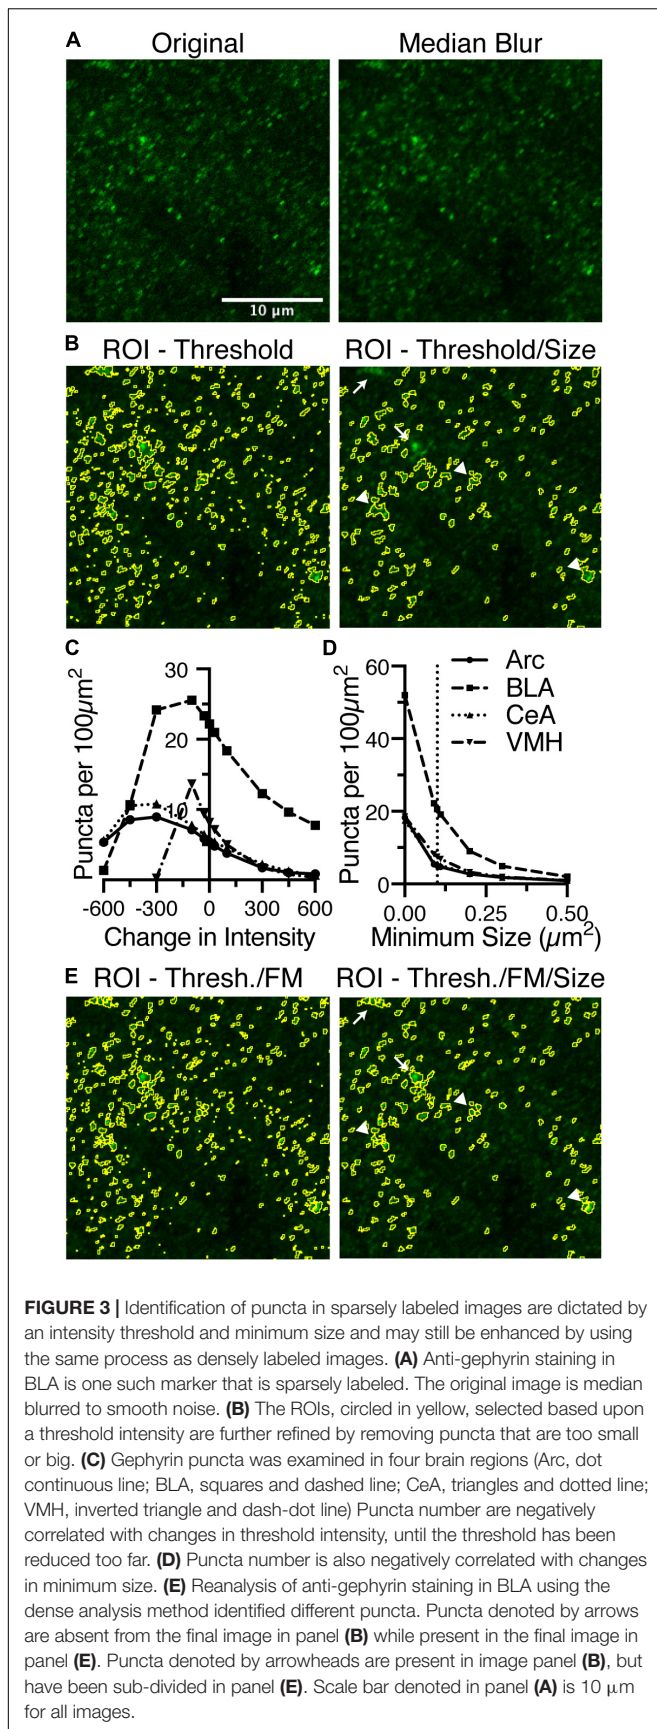 A Original Median Blur
10 µm
B ROI - Threshold ROI - Threshold/Size
C
Puncta per 100µm²
30
20
10
0
-600 -300 0 300 600
Change in Intensity
D
Puncta per 100µm²
60
40
20
0
0.00 0.25 0.50
Minimum Size (µm²)
Arc
BLA
CeA
VMH
E ROI - Thresh./FM ROI - Thresh./FM/Size
FIGURE 3 | Identification of puncta in sparsely labeled images are dictated by
an intensity threshold and minimum size and may still be enhanced by using
the same process as densely labeled images. (A) Anti-gephyrin staining in
BLA is one such marker that is sparsely labeled. The original image is median
blurred to smooth noise. (B) The ROIs, circled in yellow, selected based upon
a threshold intensity are further refined by removing puncta that are too small
or big. (C) Gephyrin puncta was examined in four brain regions (Arc, dot
continuous line; BLA, squares and dashed line; CeA, triangles and dotted line;
VMH, inverted triangle and dash-dot line) Puncta number are negatively
correlated with changes in threshold intensity, until the threshold has been
reduced too far. (D) Puncta number is also negatively correlated with changes
in minimum size. (E) Reanalysis of anti-gephyrin staining in BLA using the
dense analysis method identified different puncta. Puncta denoted by arrows
are absent from the final image in panel (B) while present in the final image in
panel (E). Puncta denoted by arrowheads are present in image panel (B), but
have been sub-divided in panel (E). Scale bar denoted in panel (A) is 10 µm
for all images.